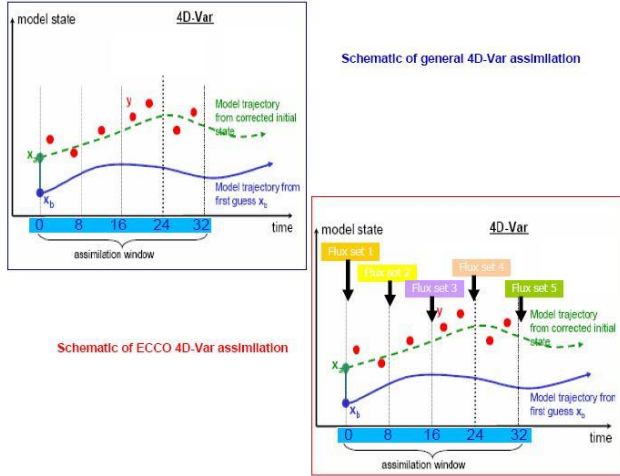 model state
4D-Var
Schematic of general 4D-Var assimilation
y
Model trajectory
from corrected initial
state
x
x_b
Model trajectory from
first guess x_b
0 8 16 24 32
time
assimilation window
model state
4D-Var
Flux set 1
Flux set 2
Flux set 3
Flux set 4
Flux set 5
y
Model trajectory
from corrected initial
state
Schematic of ECCO 4D-Var assimilation
x
x_b
Model trajectory from
first guess x_b
0 8 16 24 32
time
assimilation window